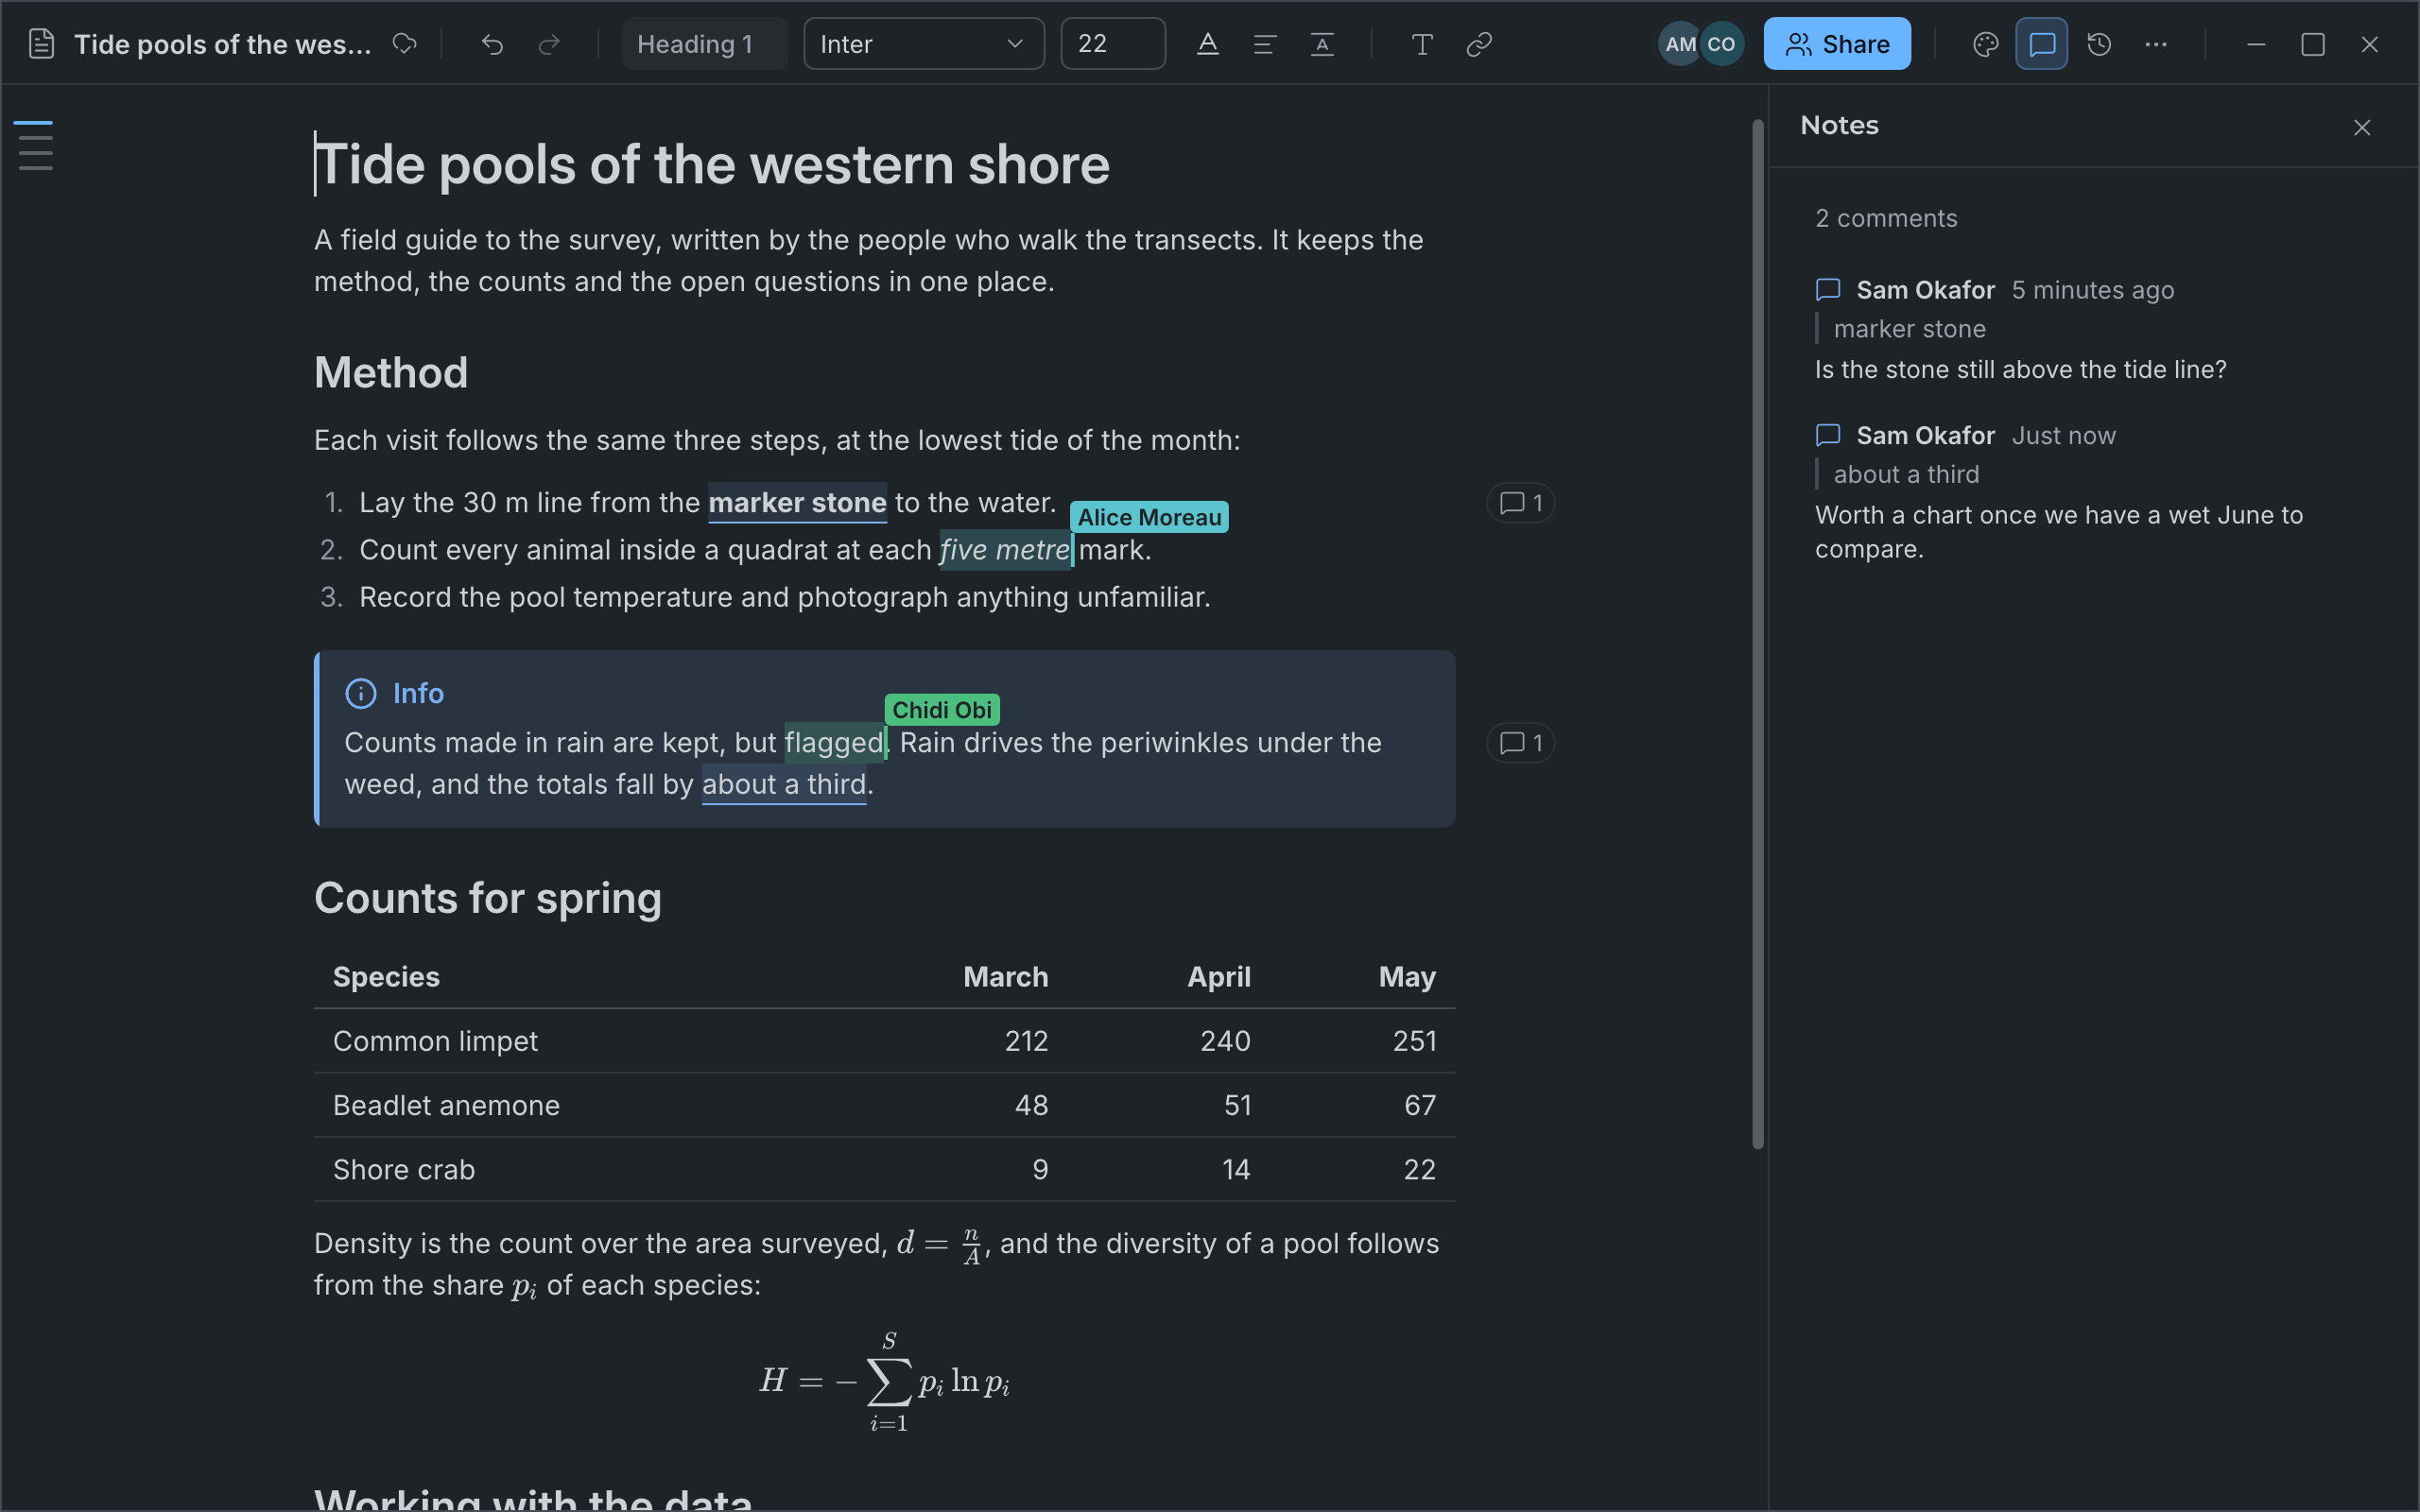 Tide pools of the wes...
Heading 1
Inter
22
AM
CO
Share
Tide pools of the western shore
A field guide to the survey, written by the people who walk the transects. It keeps the
method, the counts and the open questions in one place.
Method
Each visit follows the same three steps, at the lowest tide of the month:
1. Lay the 30 m line from the marker stone to the water.
1
Alice Moreau
2. Count every animal inside a quadrat at each five metre mark.
3. Record the pool temperature and photograph anything unfamiliar.
Info
Chidi Obi
Counts made in rain are kept, but flagged. Rain drives the periwinkles under the
1
weed, and the totals fall by about a third.
Counts for spring
Species March April May
Common limpet 212 240 251
Beadlet anemone 48 51 67
Shore crab 9 14 22
Density is the count over the area surveyed, d = n/A, and the diversity of a pool follows
from the share p_i of each species:
H = − ∑_{i=1}^{S} p_i ln p_i
Working with the data
Notes
2 comments
Sam Okafor 5 minutes ago
marker stone
Is the stone still above the tide line?
Sam Okafor Just now
about a third
Worth a chart once we have a wet June to
compare.